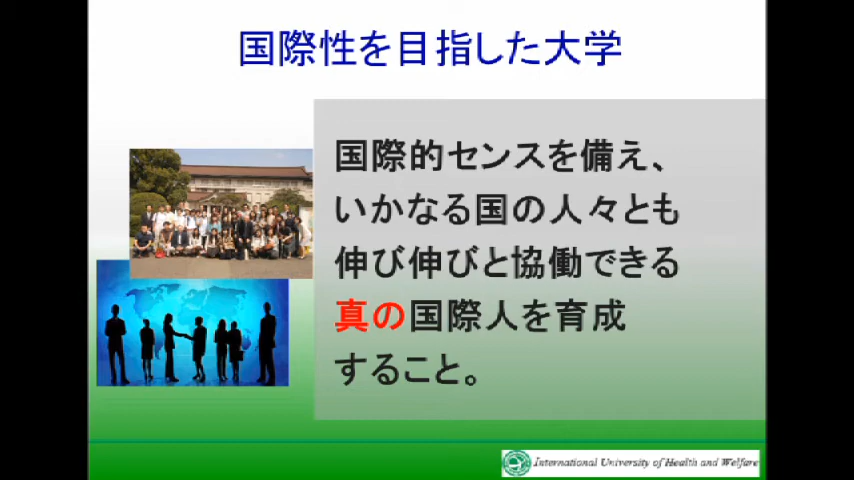 国際性を目指した大学
国際的センスを備え、
いかなる国の人々とも
伸び伸びと協働できる
真の国際人を育成
すること。
International University of Health and Welfare